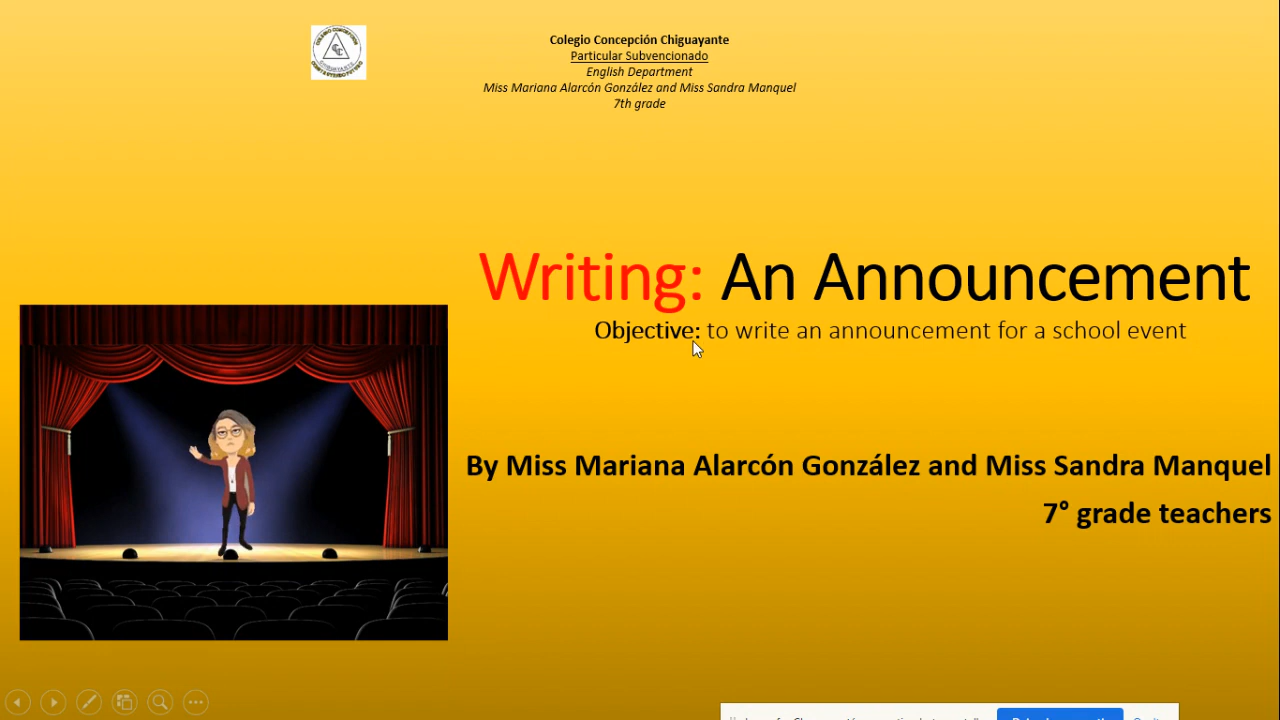 Colegio Concepción Chiguayante
Particular Subvencionado
English Department
Miss Mariana Alarcón González and Miss Sandra Manquel
7th grade
Writing: An Announcement
Objective: to write an announcement for a school event
By Miss Mariana Alarcón González and Miss Sandra Manquel
7° grade teachers